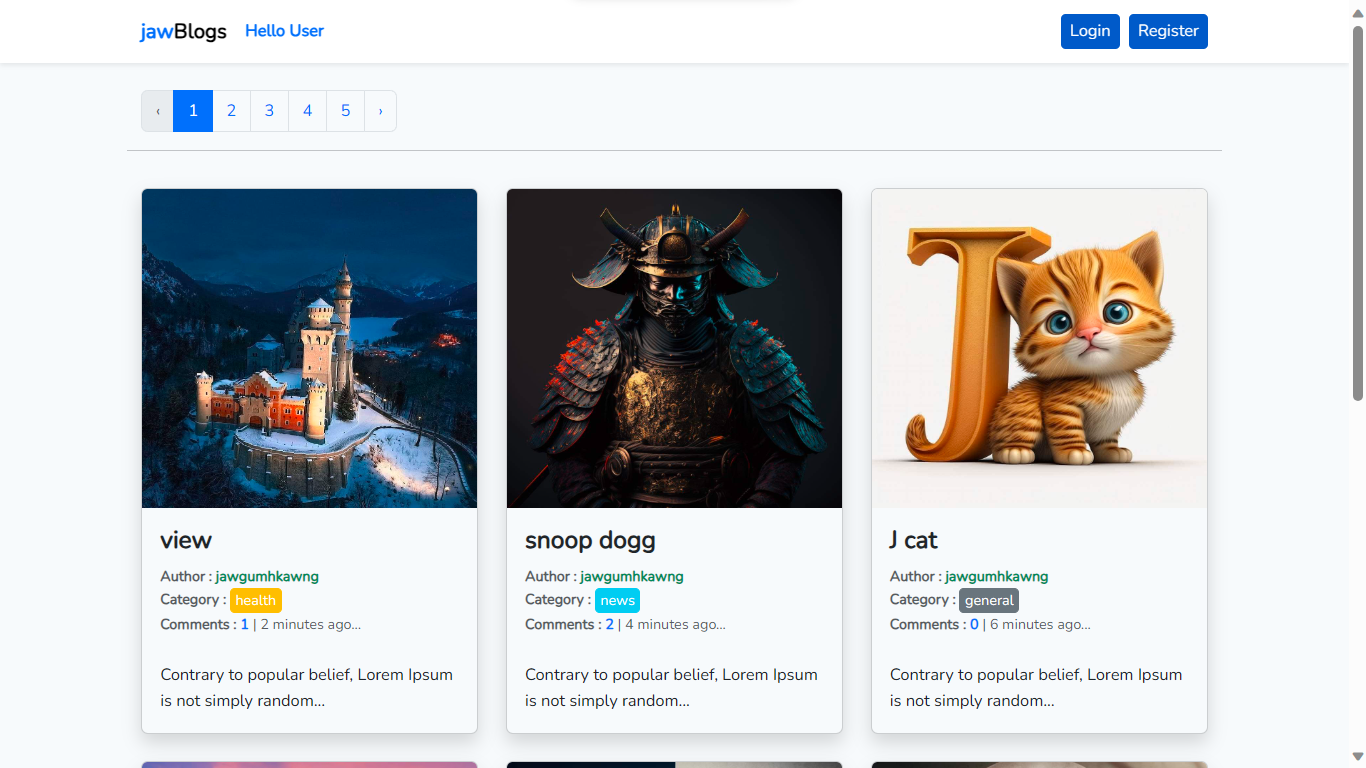 jawBlogs Hello User Login Register
‹ 1 2 3 4 5 ›
J
view
Author : jawgumhkawng
Category : health
Comments : 1 | 2 minutes ago...
Contrary to popular belief, Lorem Ipsum
is not simply random...
snoop dogg
Author : jawgumhkawng
Category : news
Comments : 2 | 4 minutes ago...
Contrary to popular belief, Lorem Ipsum
is not simply random...
J cat
Author : jawgumhkawng
Category : general
Comments : 0 | 6 minutes ago...
Contrary to popular belief, Lorem Ipsum
is not simply random...